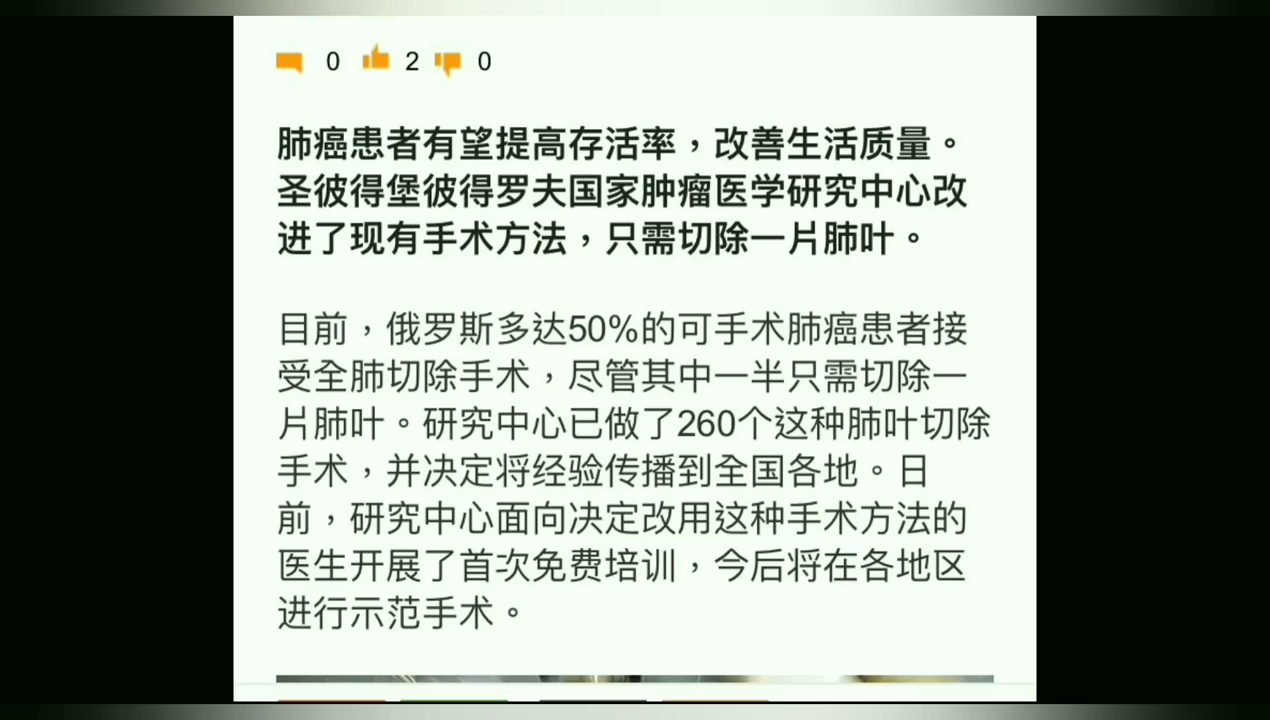 0 2 0
肺癌患者有望提高存活率，改善生活质量。
圣彼得堡彼得罗夫国家肿瘤医学研究中心改
进了现有手术方法，只需切除一片肺叶。
目前，俄罗斯多达50%的可手术肺癌患者接
受全肺切除手术，尽管其中一半只需切除一
片肺叶。研究中心已做了260个这种肺叶切除
手术，并决定将经验传播到全国各地。日
前，研究中心面向决定改用这种手术方法的
医生开展了首次免费培训，今后将在各地区
进行示范手术。